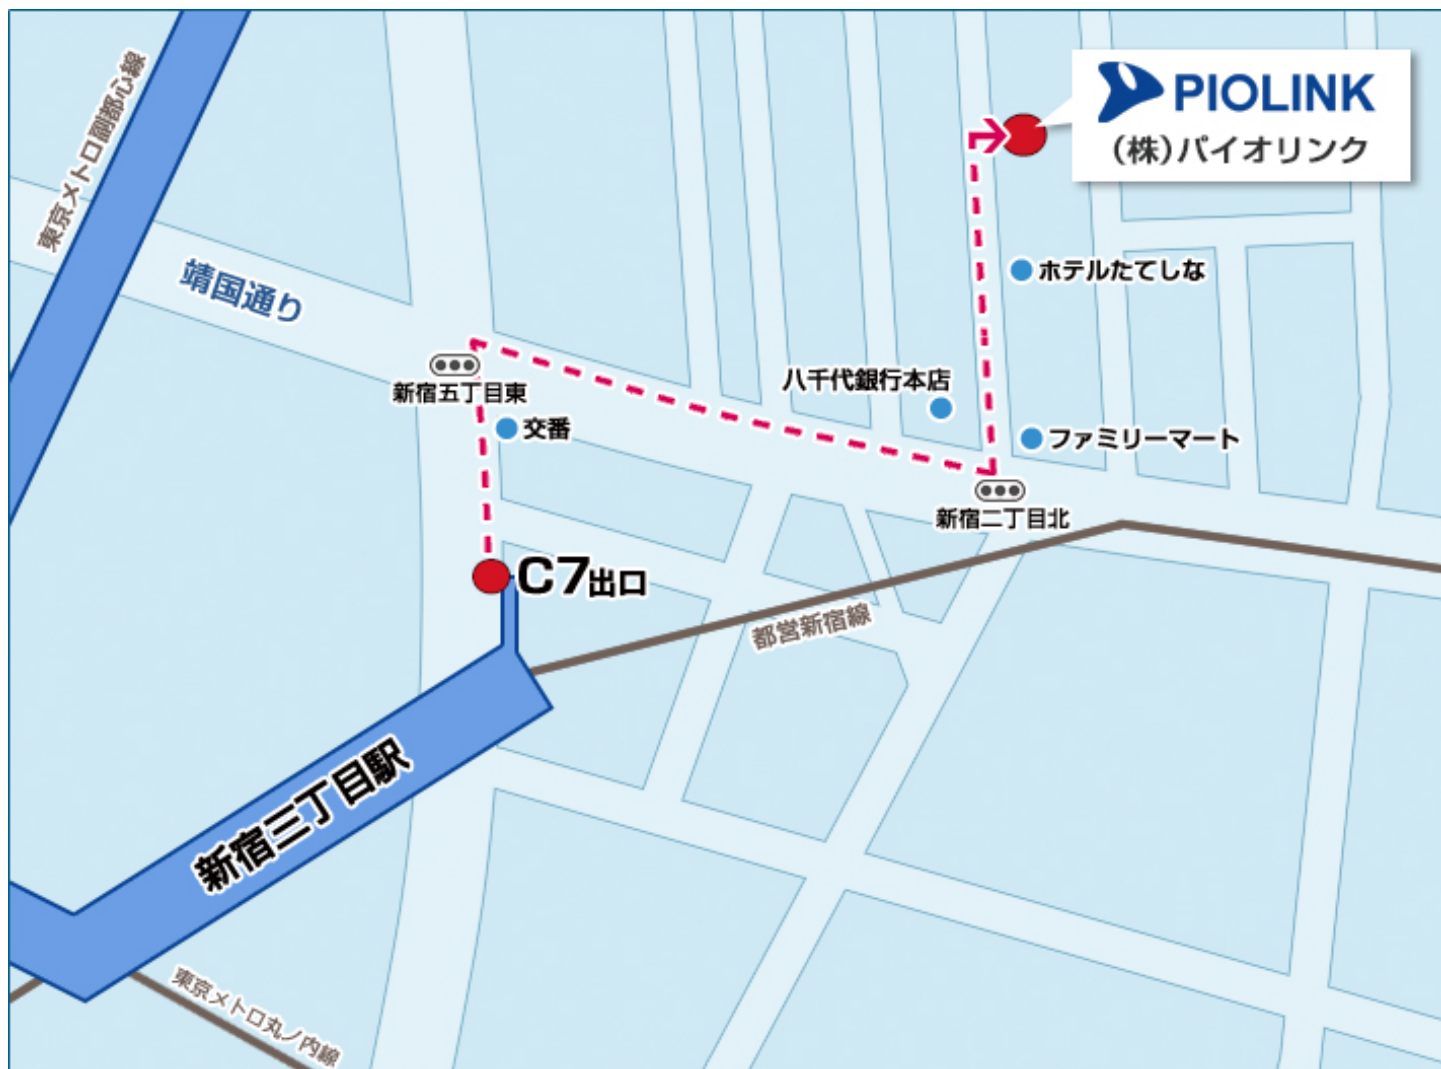 PIOLINK
(株)パイオリンク
東京メトロ副都心線
靖国通り
ホテルたてしな
新宿五丁目東
八千代銀行本店
交番
ファミリーマート
新宿二丁目北
C7出口
都営新宿線
新宿三丁目駅
東京メトロ丸ノ内線